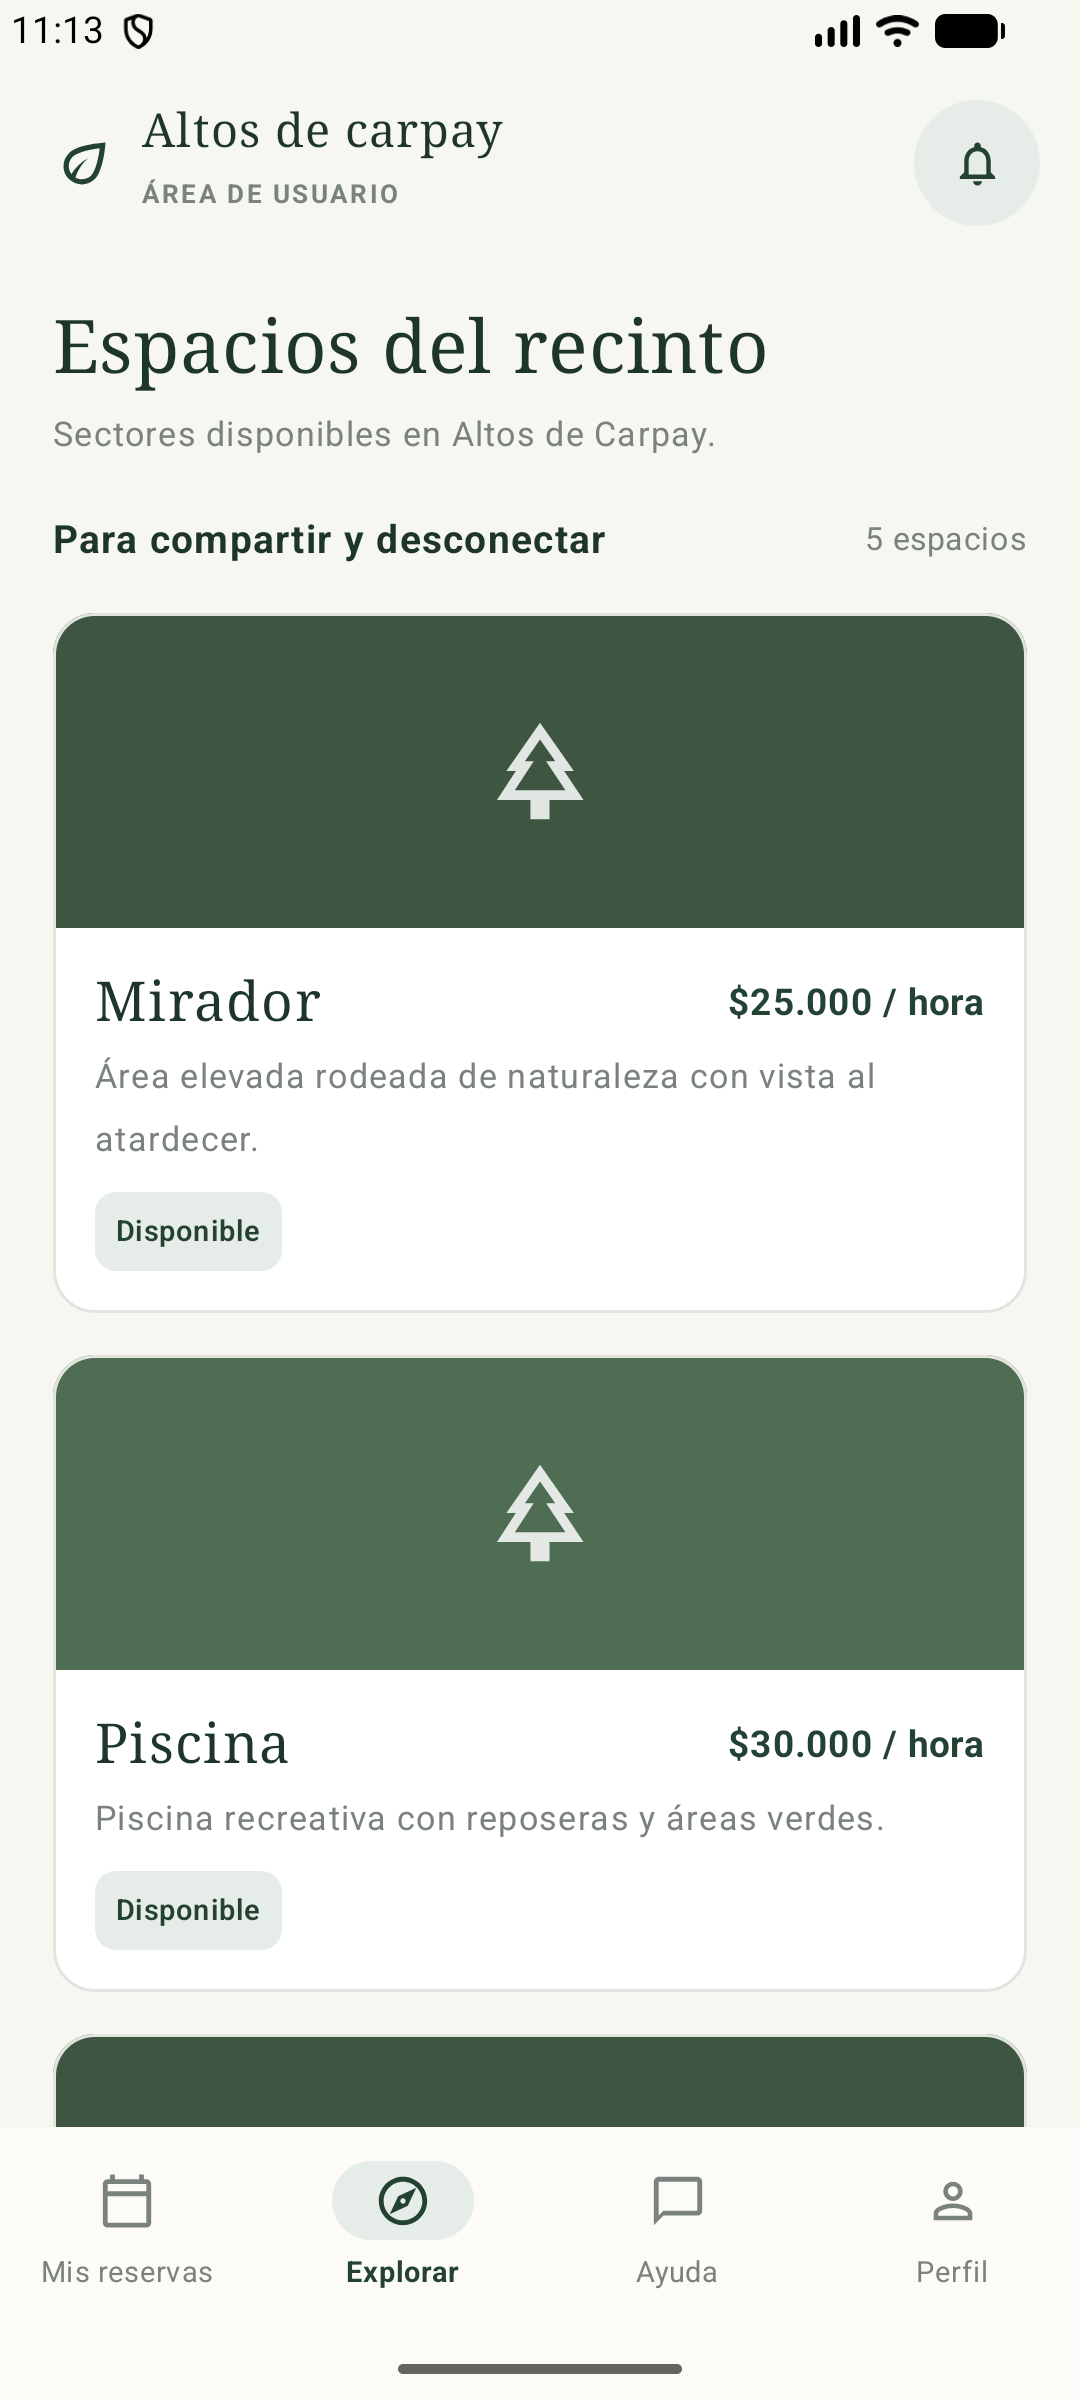 11:13
Altos de carpay
ÁREA DE USUARIO
Espacios del recinto
Sectores disponibles en Altos de Carpay.
Para compartir y desconectar
5 espacios
Mirador
$25.000 / hora
Área elevada rodeada de naturaleza con vista al
atardecer.
Disponible
Piscina
$30.000 / hora
Piscina recreativa con reposeras y áreas verdes.
Disponible
Mis reservas
Explorar
Ayuda
Perfil